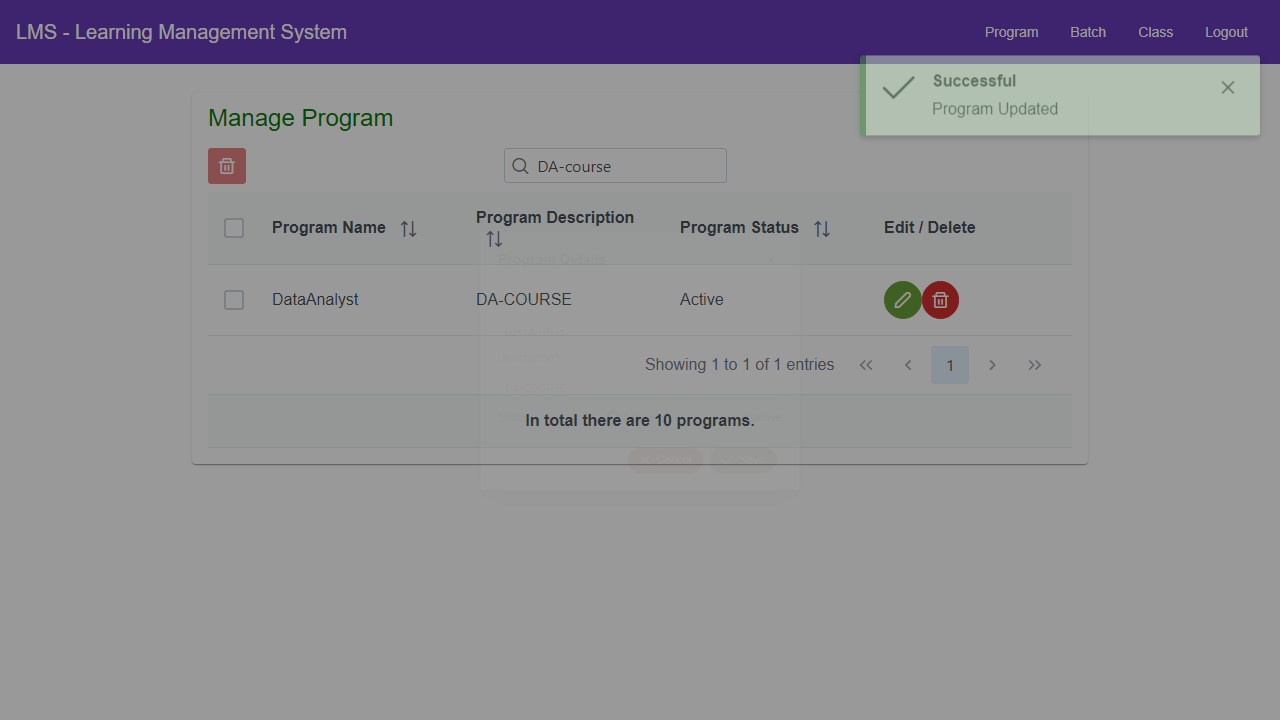 LMS - Learning Management System
Program Batch Class Logout
Successful
Program Updated
Manage Program
DA-course
Program Name Program Description Program Status Edit / Delete
Program Details
DataAnalyst DA-COURSE Active
Showing 1 to 1 of 1 entries 1
In total there are 10 programs.